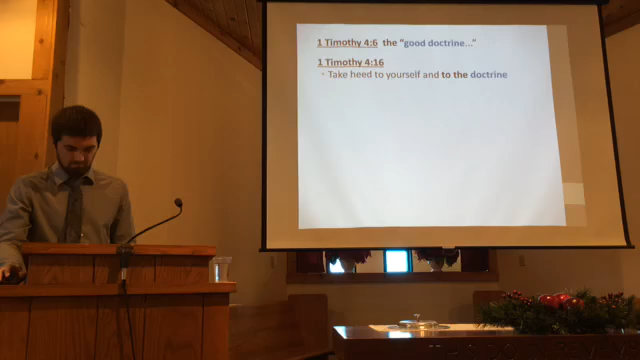 1 Timothy 4:6 the “good doctrine…”
1 Timothy 4:16
• Take heed to yourself and to the doctrine